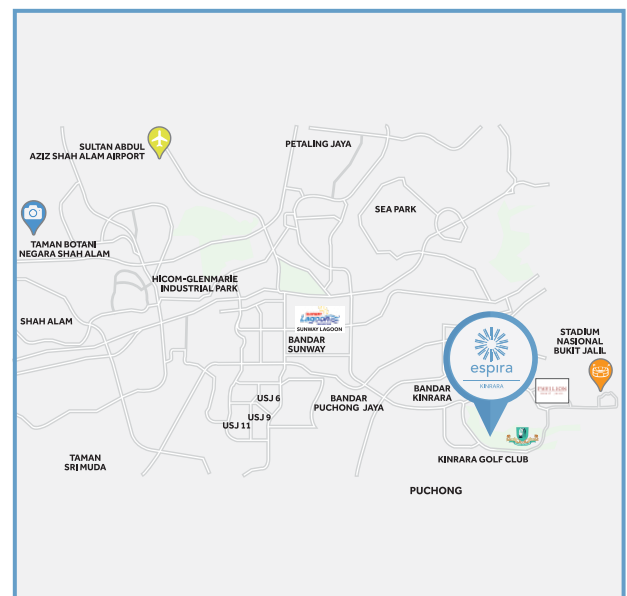 SULTAN ABDUL
AZIZ SHAH ALAM AIRPORT
PETALING JAYA
SEA PARK
TAMAN BOTANI
NEGARA SHAH ALAM
HICOM-GLENMARIE
INDUSTRIAL PARK
SHAH ALAM
SUNWAY
Lagoon
SUNWAY LAGOON
BANDAR
SUNWAY
STADIUM
NASIONAL
BUKIT JALIL
espira
KINRARA
BANDAR
KINRARA
BANDAR
PUCHONG JAYA
USJ 6
USJ 9
USJ 11
TAMAN
SRI MUDA
KINRARA GOLF CLUB
PUCHONG